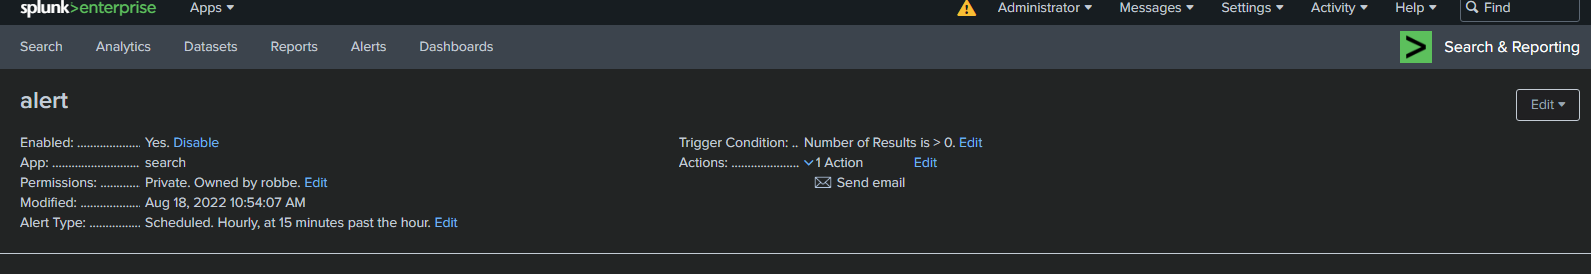 splunk>enterprise Apps Administrator Messages Settings Activity Help Find
Search Analytics Datasets Reports Alerts Dashboards > Search & Reporting
alert
Edit
Enabled: ..................... Yes. Disable
App: ............................. search
Permissions: ............. Private. Owned by robbe. Edit
Modified: .................... Aug 18, 2022 10:54:07 AM
Alert Type: ................. Scheduled. Hourly, at 15 minutes past the hour. Edit
Trigger Condition: .. Number of Results is > 0. Edit
Actions: ...................... 1 Action Edit
Send email